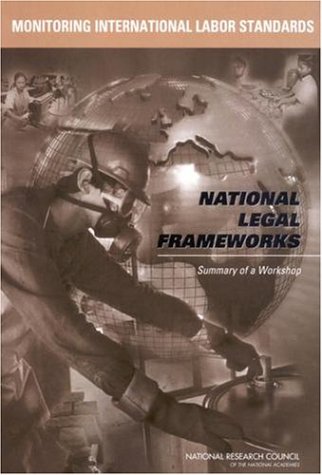 MONITORING INTERNATIONAL LABOR STANDARDS
NATIONAL
LEGAL
FRAMEWORKS
Summary of a Workshop
NATIONAL RESEARCH COUNCIL
OF THE NATIONAL ACADEMIES